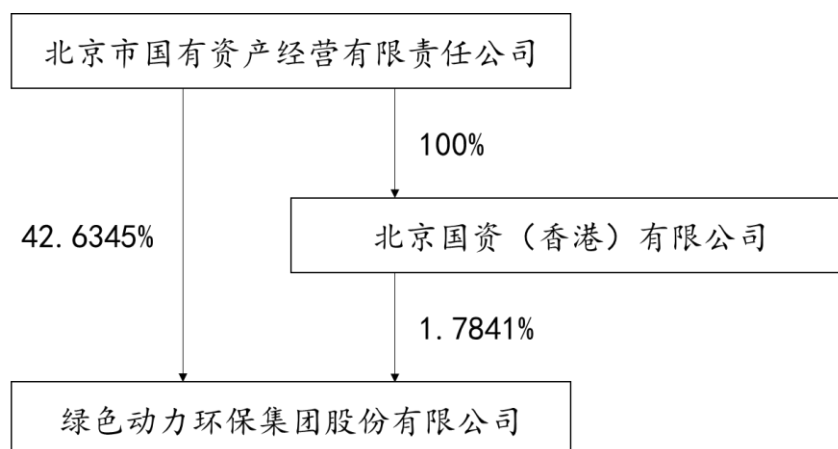 北京市国有资产经营有限责任公司
100%
42.6345%
北京国资（香港）有限公司
1.7841%
绿色动力环保集团股份有限公司